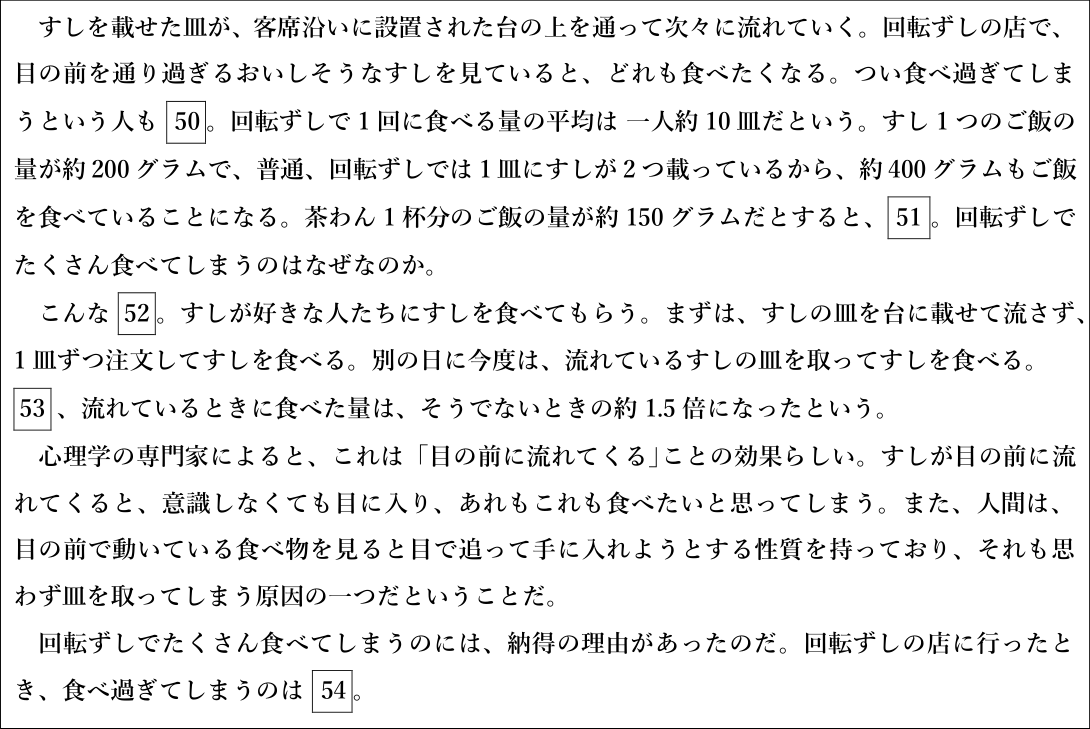 すしを載せた皿が、客席沿いに設置された台の上を通って次々に流れていく。回転ずしの店で、
目の前を通り過ぎるおいしそうなすしを見ていると、どれも食べたくなる。つい食べ過ぎてしま
うという人も 50。回転ずしで 1 回に食べる量の平均は 一人約 10 皿だという。すし 1 つのご飯の
量が約 200 グラムで、普通、回転ずしでは 1 皿にすしが 2 つ載っているから、約 400 グラムもご飯
を食べていることになる。茶わん 1 杯分のご飯の量が約 150 グラムだとすると、51。回転ずしで
たくさん食べてしまうのはなぜなのか。
こんな 52。すしが好きな人たちにすしを食べてもらう。まずは、すしの皿を台に載せて流さず、
1 皿ずつ注文してすしを食べる。別の日に今度は、流れているすしの皿を取ってすしを食べる。
53、流れているときに食べた量は、そうでないときの約 1.5 倍になったという。
心理学の専門家によると、これは「目の前に流れてくる」ことの効果らしい。すしが目の前に流
れてくると、意識しなくても目に入り、あれもこれも食べたいと思ってしまう。また、人間は、
目の前で動いている食べ物を見ると目で追って手に入れようとする性質を持っており、それも思
わず皿を取ってしまう原因の一つだということだ。
回転ずしでたくさん食べてしまうのには、納得の理由があったのだ。回転ずしの店に行ったと
き、食べ過ぎてしまうのは 54。